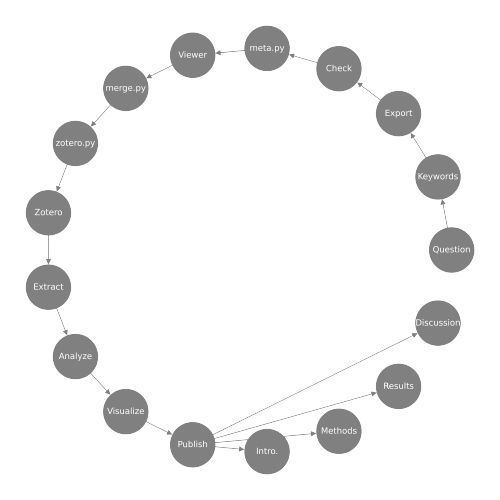 meta.py
Viewer
Check
merge.py
Export
zotero.py
Keywords
Zotero
Question
Extract
Discussion
Analyze
Results
Visualize
Methods
Publish
Intro.